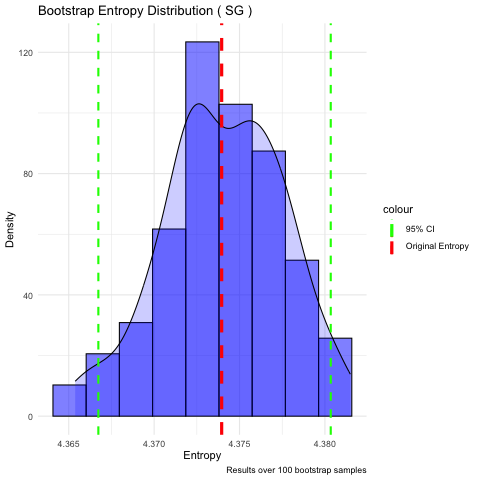 Bootstrap Entropy Distribution ( SG )
120
80
40
0
Density
4.365 4.370 4.375 4.380
Entropy
colour
95% CI
Original Entropy
Results over 100 bootstrap samples